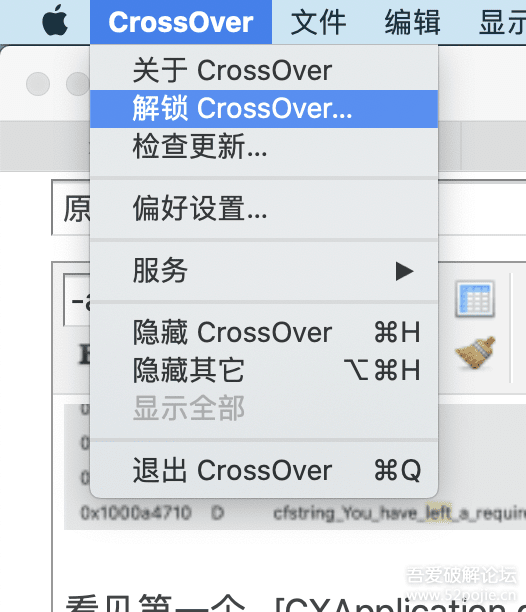 CrossOver 文件 编辑 显示
关于 CrossOver
解锁 CrossOver...
检查更新...
偏好设置...
服务
隐藏 CrossOver ⌘H
隐藏其它 ⌥⌘H
显示全部
退出 CrossOver ⌘Q
原
0x1000a4710 D cfstring_You_have_left_a_require
看见第一个 [CXApplication
吾爱破解论坛
www.52pojie.cn